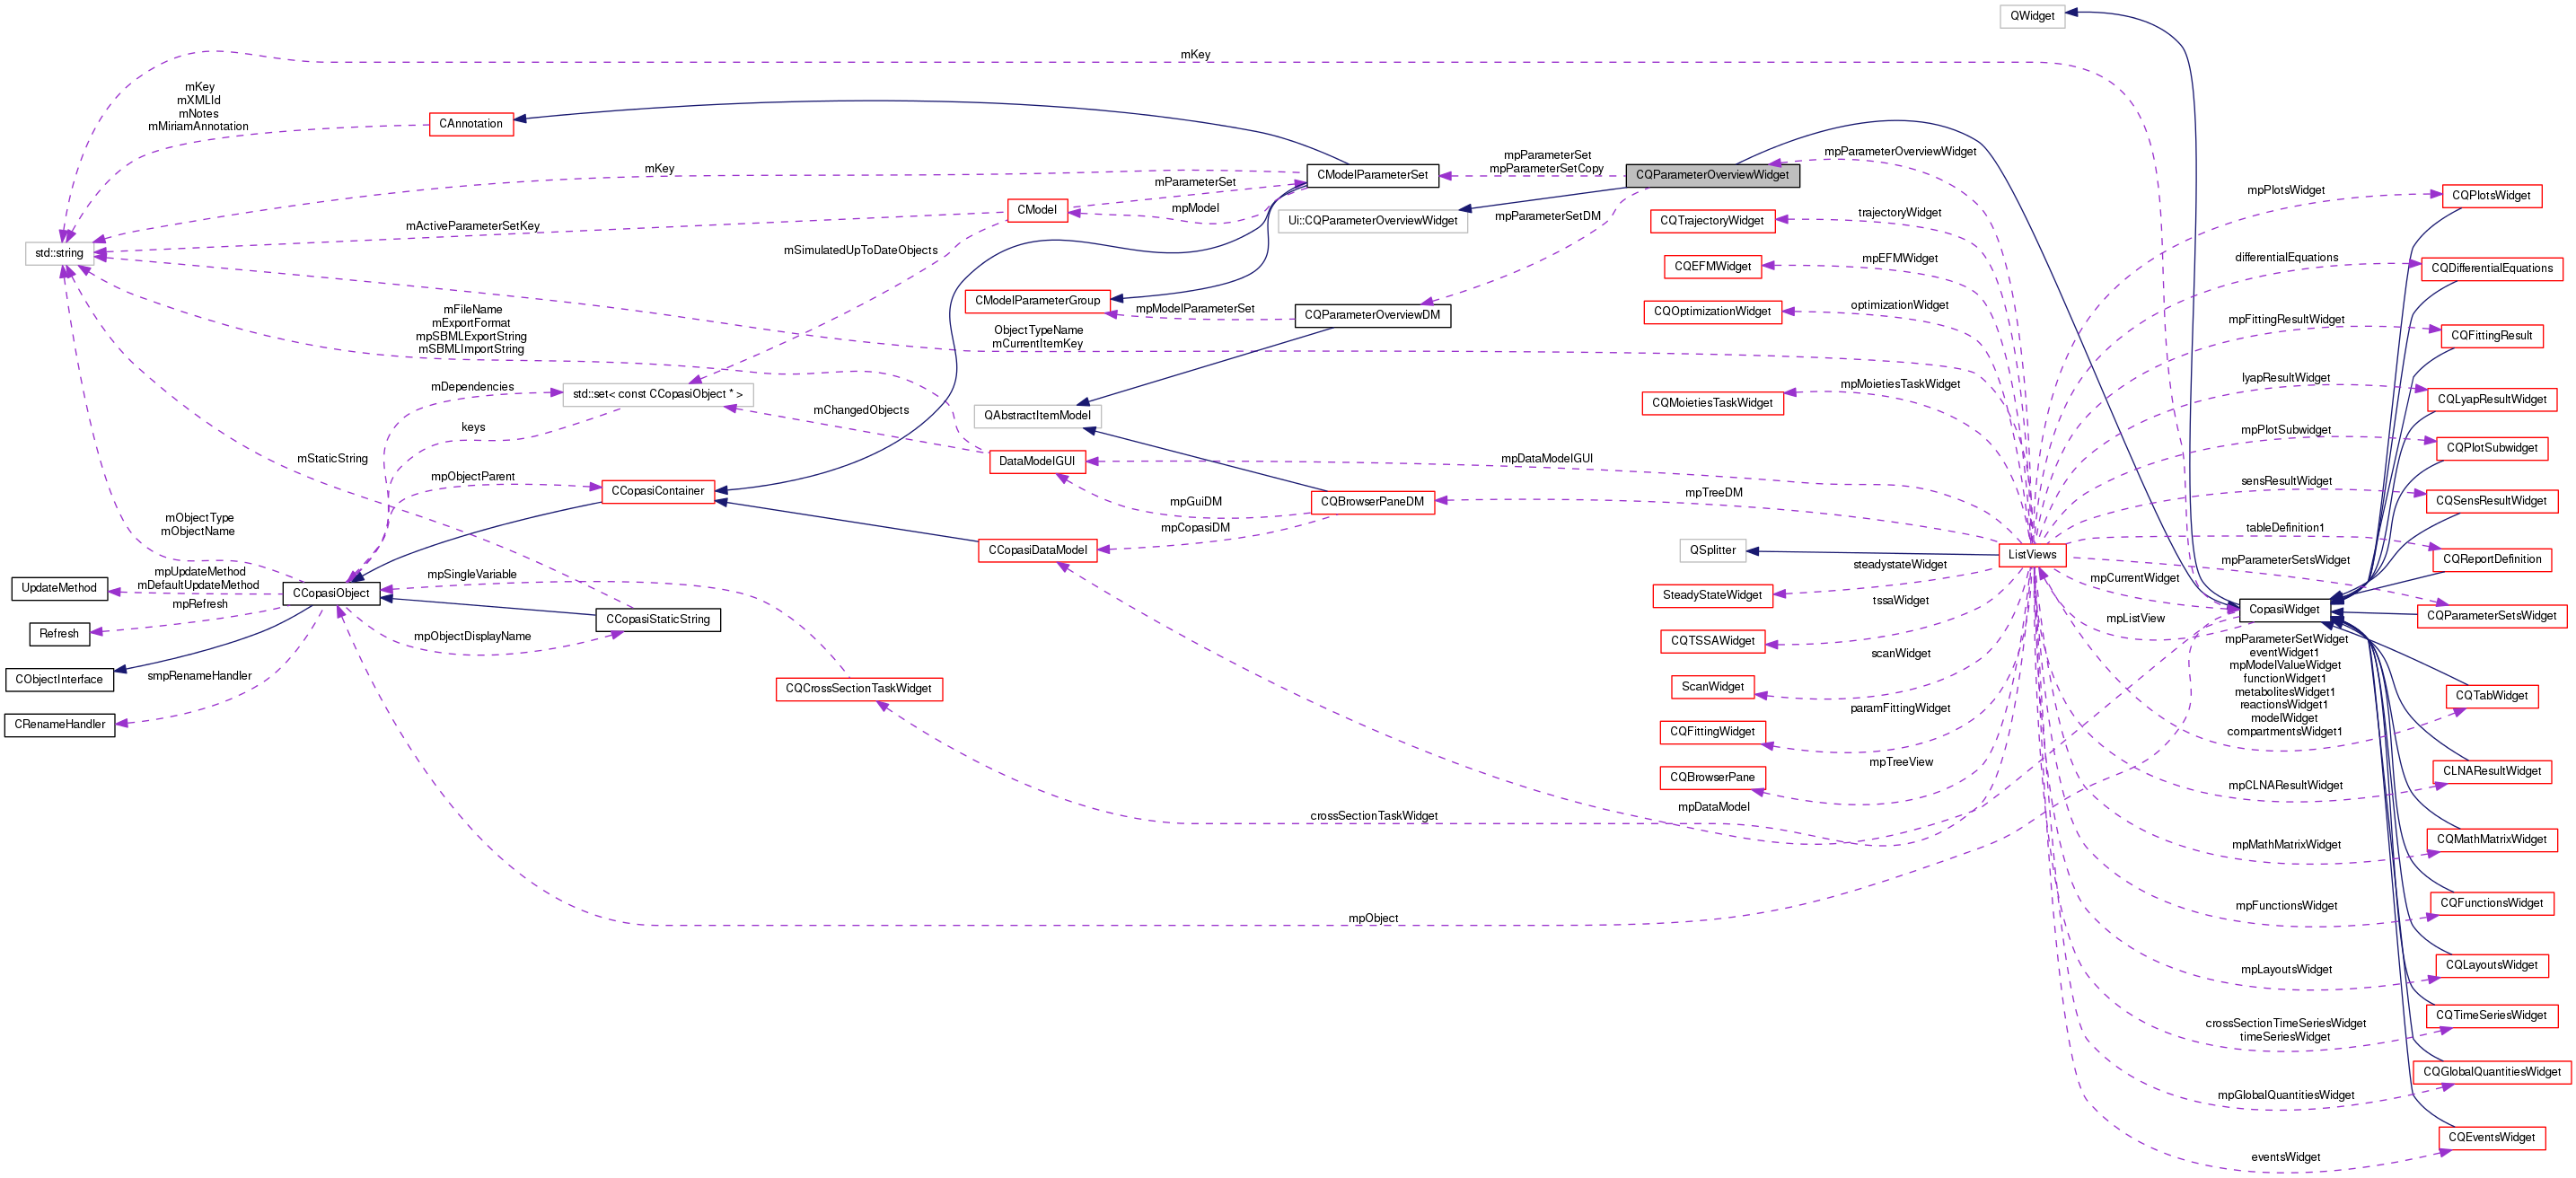 QWidget
mKey
mKey
mXMLId
mNotes
mMiriamAnnotation
CAnnotation
mpParameterOverviewWidget
mpParameterSet
mpParameterSetCopy
CModelParameterSet
CQParameterOverviewWidget
mKey
mParameterSet
mpPlotsWidget
CQPlotsWidget
CModel
mpModel
Ui::CQParameterOverviewWidget
mpParameterSetDM
CQTrajectoryWidget
trajectoryWidget
mActiveParameterSetKey
std::string
mSimulatedUpToDateObjects
CQEFMWidget
mpEFMWidget
differentialEquations
CQDifferentialEquations
CModelParameterGroup
mpModelParameterSet
CQParameterOverviewDM
CQOptimizationWidget
optimizationWidget
mFileName
mExportFormat
mpSBMLExportString
mSBMLImportString
ObjectTypeName
mCurrentItemKey
mpFittingResultWidget
CQFittingResult
mDependencies
std::set< const CCopasiObject * >
mChangedObjects
QAbstractItemModel
CQMoietiesTaskWidget
mpMoietiesTaskWidget
lyapResultWidget
CQLyapResultWidget
keys
mStaticString
DataModelGUI
mpDataModelGUI
mpPlotSubwidget
CQPlotSubwidget
mpObjectParent
CCopasiContainer
mpGuiDM
CQBrowserPaneDM
mpTreeDM
sensResultWidget
CQSensResultWidget
mObjectType
mObjectName
mpCopasiDM
CCopasiDataModel
QSplitter
ListViews
tableDefinition1
CQReportDefinition
mpParameterSetsWidget
UpdateMethod
mpUpdateMethod
mDefaultUpdateMethod
CCopasiObject
mpSingleVariable
SteadyStateWidget
steadystateWidget
mpCurrentWidget
CopasiWidget
CQParameterSetsWidget
mpRefresh
Refresh
CCopasiStaticString
mpObjectDisplayName
CQTSSAWidget
tssaWidget
mpListView
CObjectInterface
smpRenameHandler
CQCrossSectionTaskWidget
ScanWidget
scanWidget
mpParameterSetWidget
eventWidget1
mpModelValueWidget
functionWidget1
metabolitesWidget1
reactionsWidget1
modelWidget
compartmentsWidget1
CQTabWidget
CRenameHandler
CQFittingWidget
paramFittingWidget
CQBrowserPane
mpTreeView
mpCLNAResultWidget
CLNAResultWidget
crossSectionTaskWidget
mpDataModel
mpMathMatrixWidget
CQMathMatrixWidget
mpObject
mpFunctionsWidget
CQFunctionsWidget
mpLayoutsWidget
CQLayoutsWidget
crossSectionTimeSeriesWidget
timeSeriesWidget
CQTimeSeriesWidget
mpGlobalQuantitiesWidget
CQGlobalQuantitiesWidget
eventsWidget
CQEventsWidget